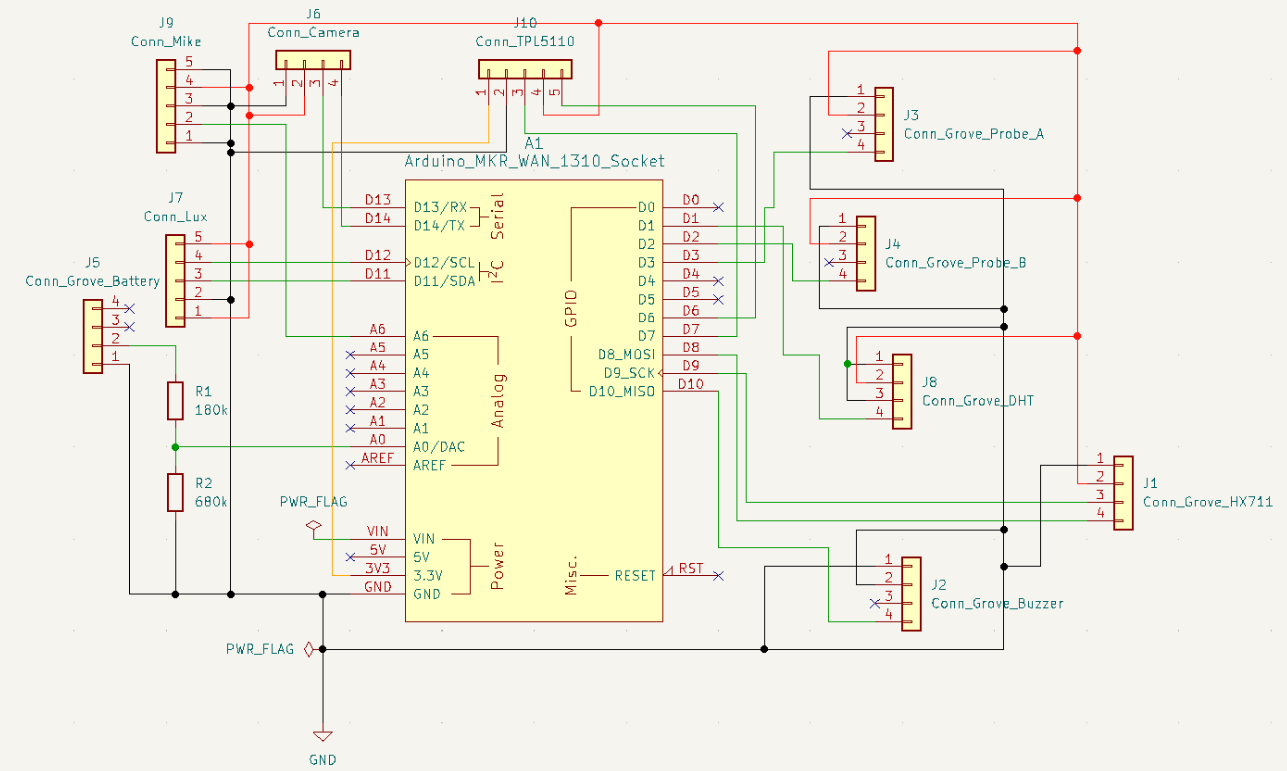 J9
Conn_Mike
5
4
3
2
1
J6
Conn_Camera
1
2
3
4
J10
Conn_TPL5110
1
2
3
4
5
J3
Conn_Grove_Probe_A
1
2
3
4
A1
Arduino_MKR_WAN_1310_Socket
J7
Conn_Lux
5
4
3
2
1
J5
Conn_Grove_Battery
4
3
2
1
R1
180k
R2
680k
D13
D14
D12
D11
A6
A5
A4
A3
A2
A1
A0
AREF
VIN
5V
3V3
GND
D13/RX
D14/TX
Serial
D12/SCL
D11/SDA
I²C
A6
A5
A4
A3
A2
A1
A0/DAC
AREF
Analog
VIN
5V
3.3V
GND
Power
GPIO
D0
D1
D2
D3
D4
D5
D6
D7
D8_MOSI
D9_SCK
D10_MISO
Misc.
RESET
D0
D1
D2
D3
D4
D5
D6
D7
D8
D9
D10
RST
J4
Conn_Grove_Probe_B
1
2
3
4
J8
Conn_Grove_DHT
1
2
3
4
J1
Conn_Grove_HX711
1
2
3
4
J2
Conn_Grove_Buzzer
1
2
3
4
PWR_FLAG
PWR_FLAG
GND